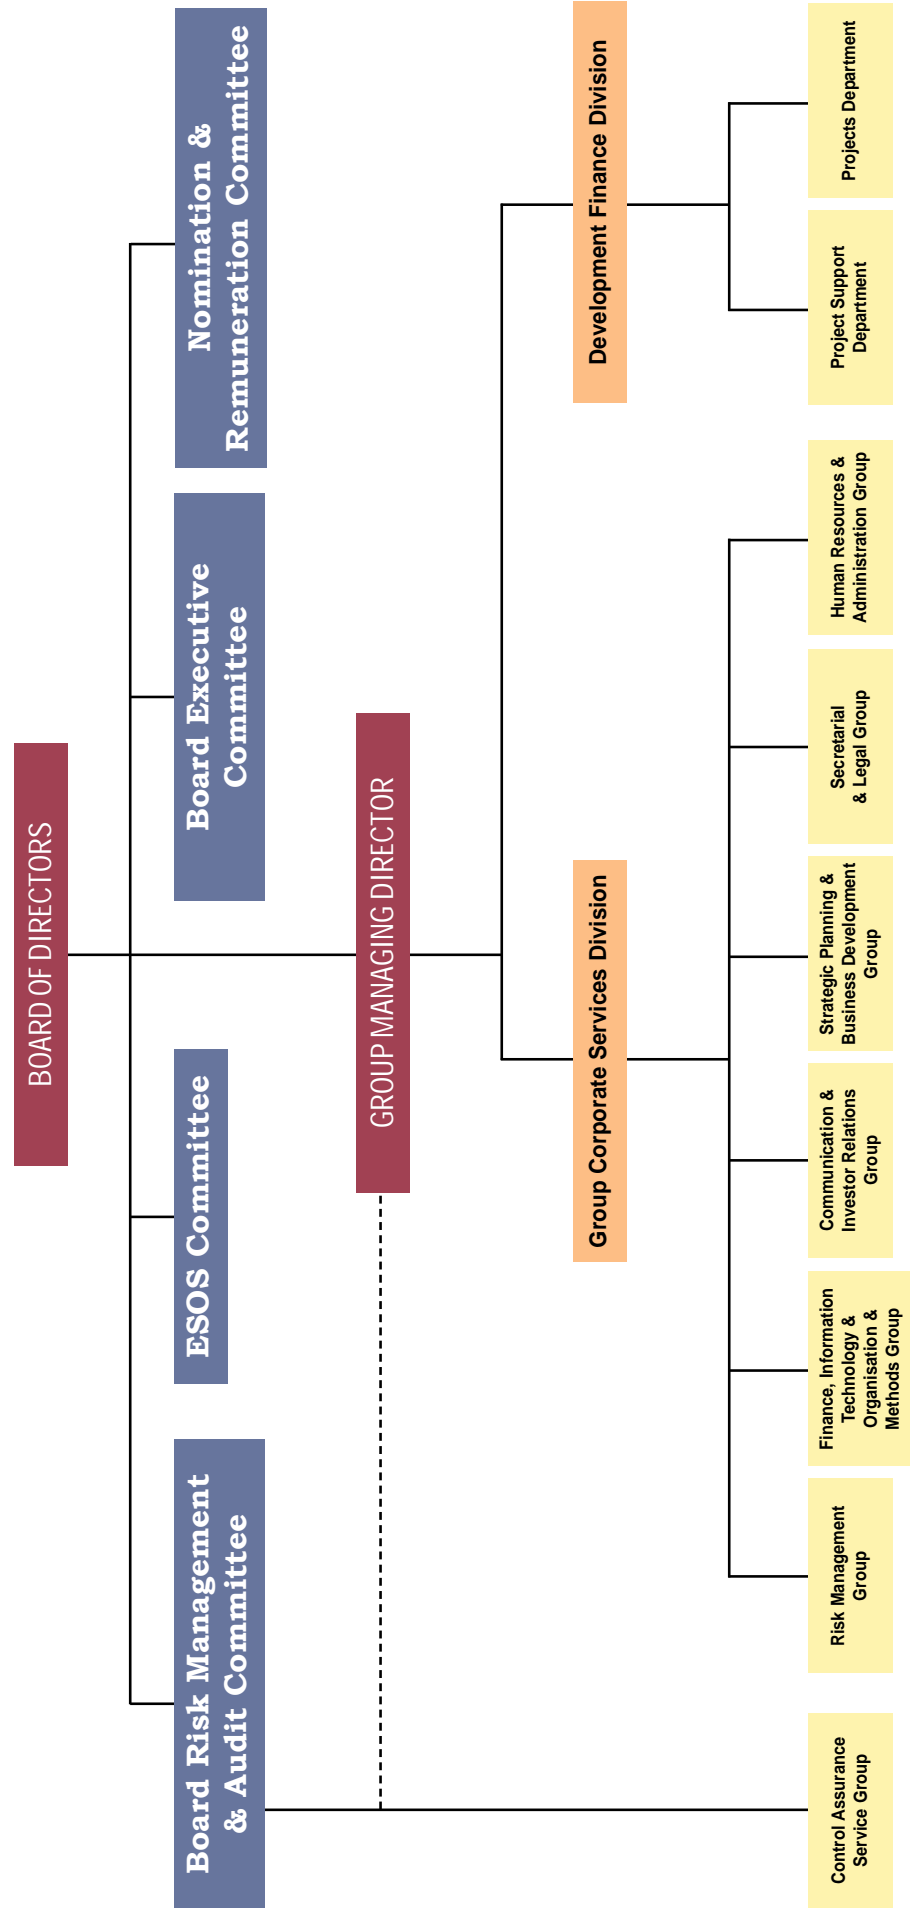 BOARD OF DIRECTORS
Board Risk Management
& Audit Committee
ESOS Committee
Board Executive
Committee
Nomination &
Remuneration Committee
GROUP MANAGING DIRECTOR
Group Corporate Services Division
Development Finance Division
Control Assurance
Service Group
Risk Management
Group
Finance, Information
Technology &
Organisation &
Methods Group
Communication &
Investor Relations
Group
Strategic Planning &
Business Development
Group
Secretarial
& Legal Group
Human Resources &
Administration Group
Project Support
Department
Projects Department